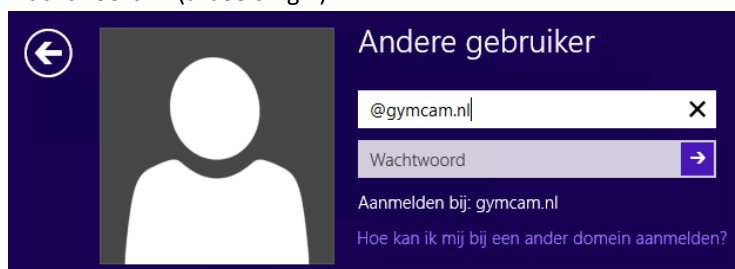 Andere gebruiker
@gymcam.nl
Wachtwoord
Aanmelden bij: gymcam.nl
Hoe kan ik mij bij een ander domein aanmelden?